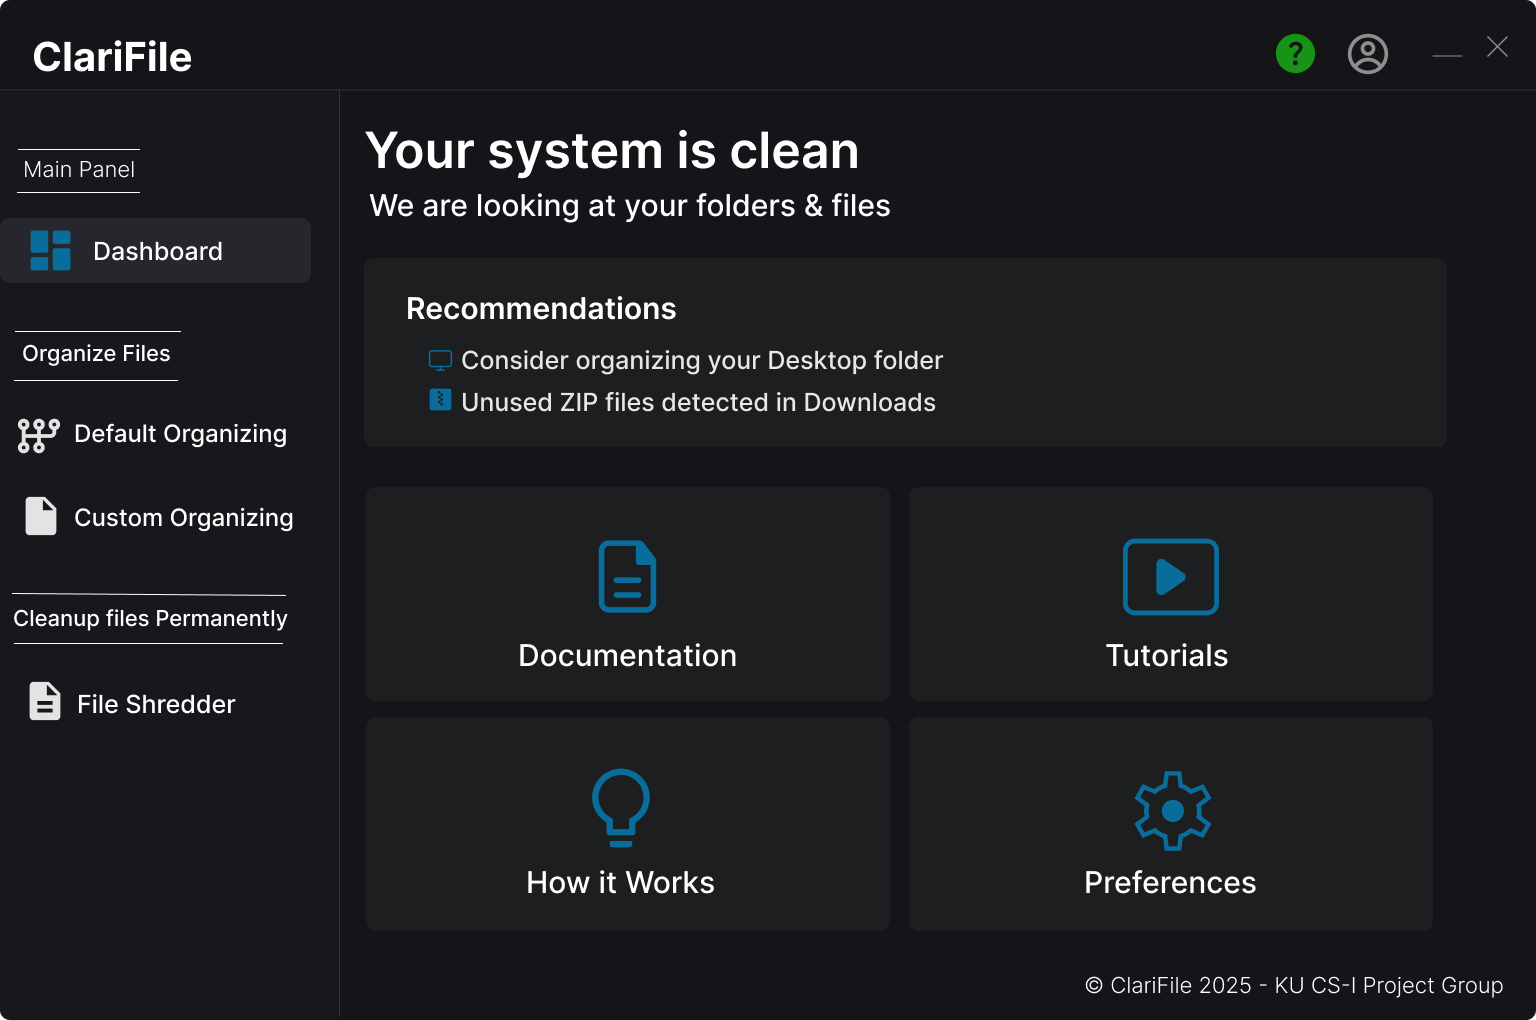 ClariFile
?
Main Panel
Dashboard
Organize Files
Default Organizing
Custom Organizing
Cleanup files Permanently
File Shredder
Your system is clean
We are looking at your folders & files
Recommendations
Consider organizing your Desktop folder
Unused ZIP files detected in Downloads
Documentation
Tutorials
How it Works
Preferences
© ClariFile 2025 - KU CS-I Project Group